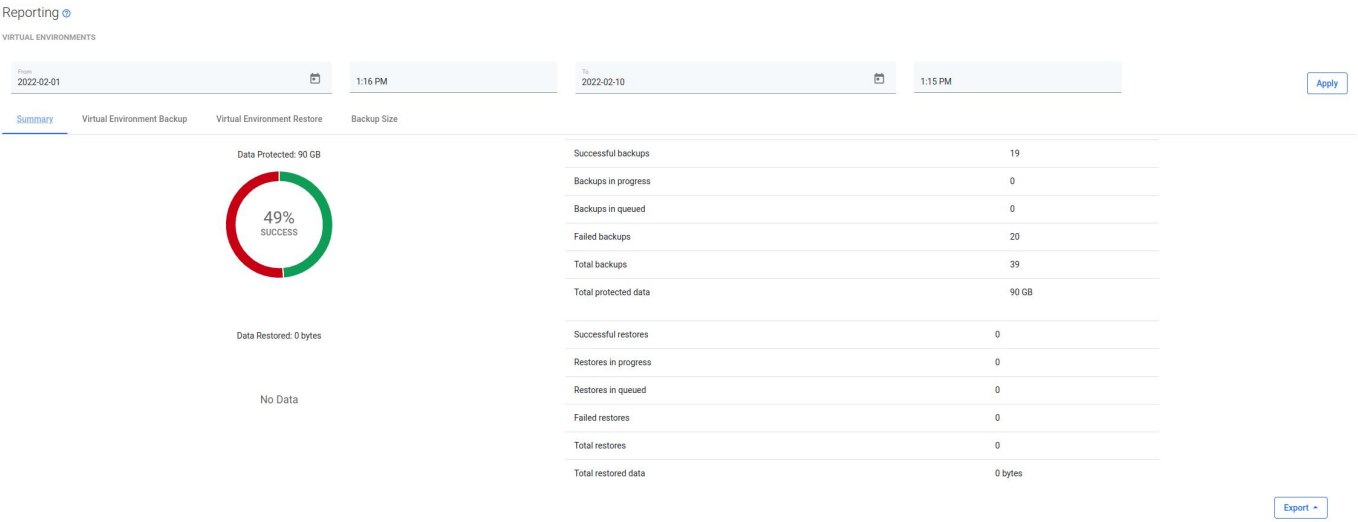 Reporting
VIRTUAL ENVIRONMENTS
From
2022-02-01
1:16 PM
To
2022-02-10
1:15 PM
Apply
Summary Virtual Environment Backup Virtual Environment Restore Backup Size
Data Protected: 90 GB
49%
SUCCESS
Successful backups 19
Backups in progress 0
Backups in queued 0
Failed backups 20
Total backups 39
Total protected data 90 GB
Data Restored: 0 bytes
No Data
Successful restores 0
Restores in progress 0
Restores in queued 0
Failed restores 0
Total restores 0
Total restored data 0 bytes
Export